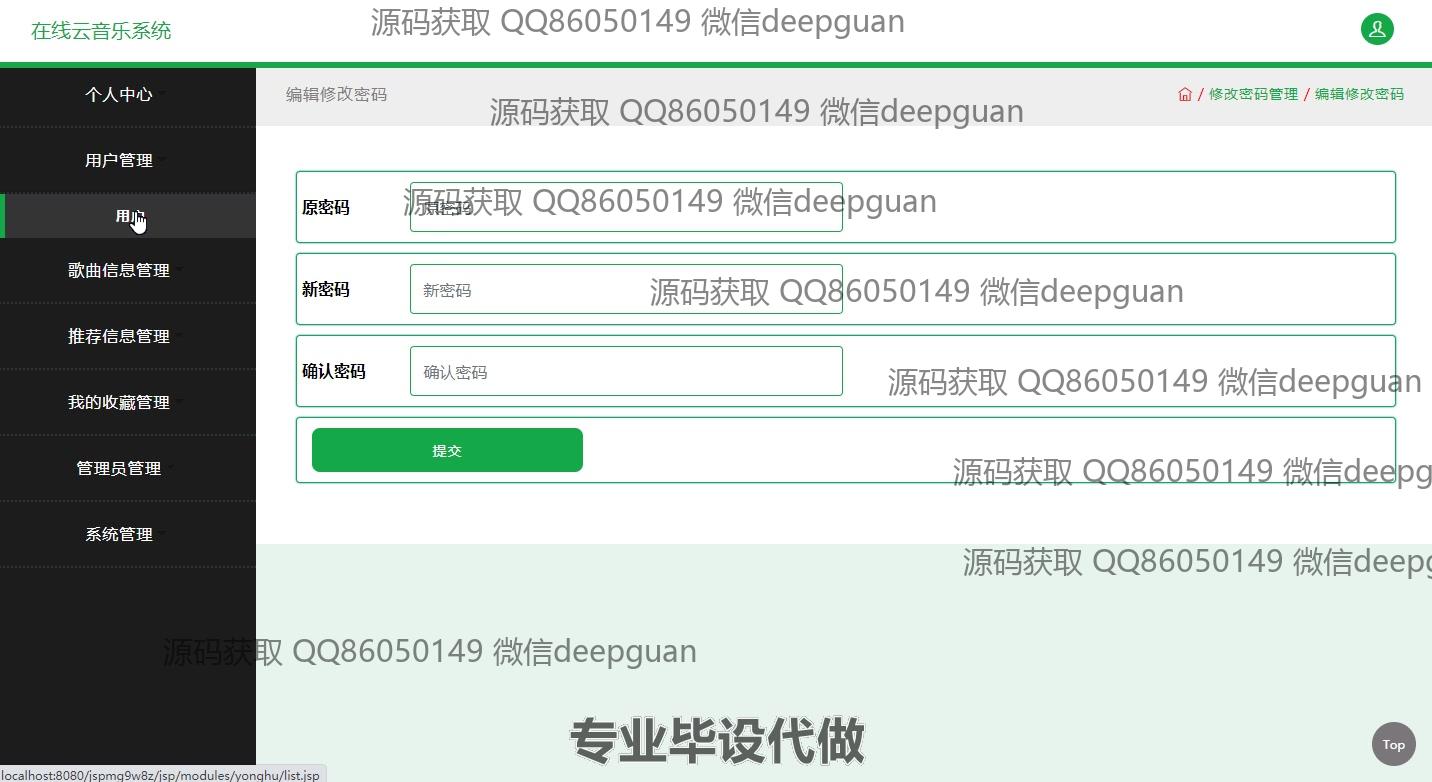 在线云音乐系统
源码获取 QQ86050149 微信deepguan
个人中心
编辑修改密码
修改密码管理 / 编辑修改密码
源码获取 QQ86050149 微信deepguan
用户管理
原密码
原密码
源码获取 QQ86050149 微信deepguan
用户
歌曲信息管理
新密码
新密码
源码获取 QQ86050149 微信deepguan
推荐信息管理
确认密码
确认密码
源码获取 QQ86050149 微信deepguan
我的收藏管理
提交
管理员管理
源码获取 QQ86050149 微信deepg
系统管理
源码获取 QQ86050149 微信deepg
源码获取 QQ86050149 微信deepguan
专业毕设代做
Top
localhost:8080/jspmg9w8z/jsp/modules/yonghu/list.jsp